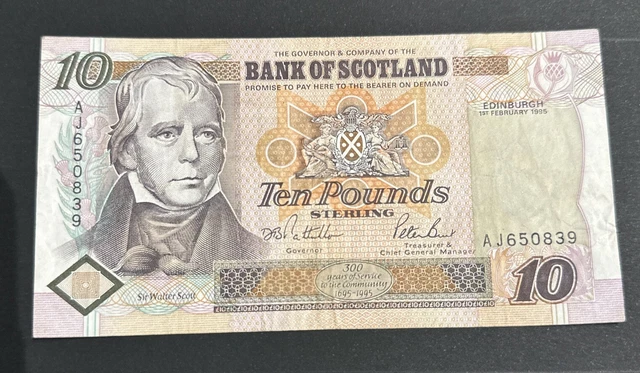 10
THE GOVERNOR & COMPANY OF THE
BANK OF SCOTLAND
PROMISE TO PAY HERE TO THE BEARER ON DEMAND
EDINBURGH
1ST FEBRUARY 1995
AJ650839
Ten Pounds
STERLING
Peter Burt
Governor
Treasurer &
Chief General Manager
AJ650839
300
years of Service
to the Community
1695-1995
Sir Walter Scott
10